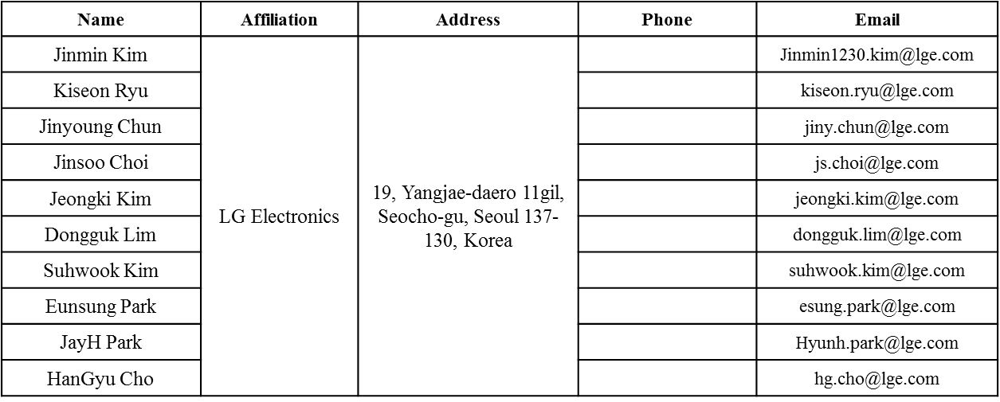 Name Affiliation Address Phone Email
Jinmin Kim Jinmin1230.kim@lge.com
Kiseon Ryu kiseon.ryu@lge.com
Jinyoung Chun jiny.chun@lge.com
Jinsoo Choi js.choi@lge.com
Jeongki Kim jeongki.kim@lge.com
LG Electronics
19, Yangjae-daero 11gil,
Seocho-gu, Seoul 137-
130, Korea
Dongguk Lim dongguk.lim@lge.com
Suhwook Kim suhwook.kim@lge.com
Eunsung Park esung.park@lge.com
JayH Park Hyunh.park@lge.com
HanGyu Cho hg.cho@lge.com